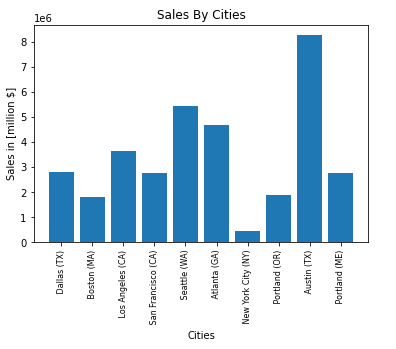 Sales By Cities
1e6
Sales in [million $]
8
7
6
5
4
3
2
1
0
Dallas (TX)
Boston (MA)
Los Angeles (CA)
San Francisco (CA)
Seattle (WA)
Atlanta (GA)
New York City (NY)
Portland (OR)
Austin (TX)
Portland (ME)
Cities